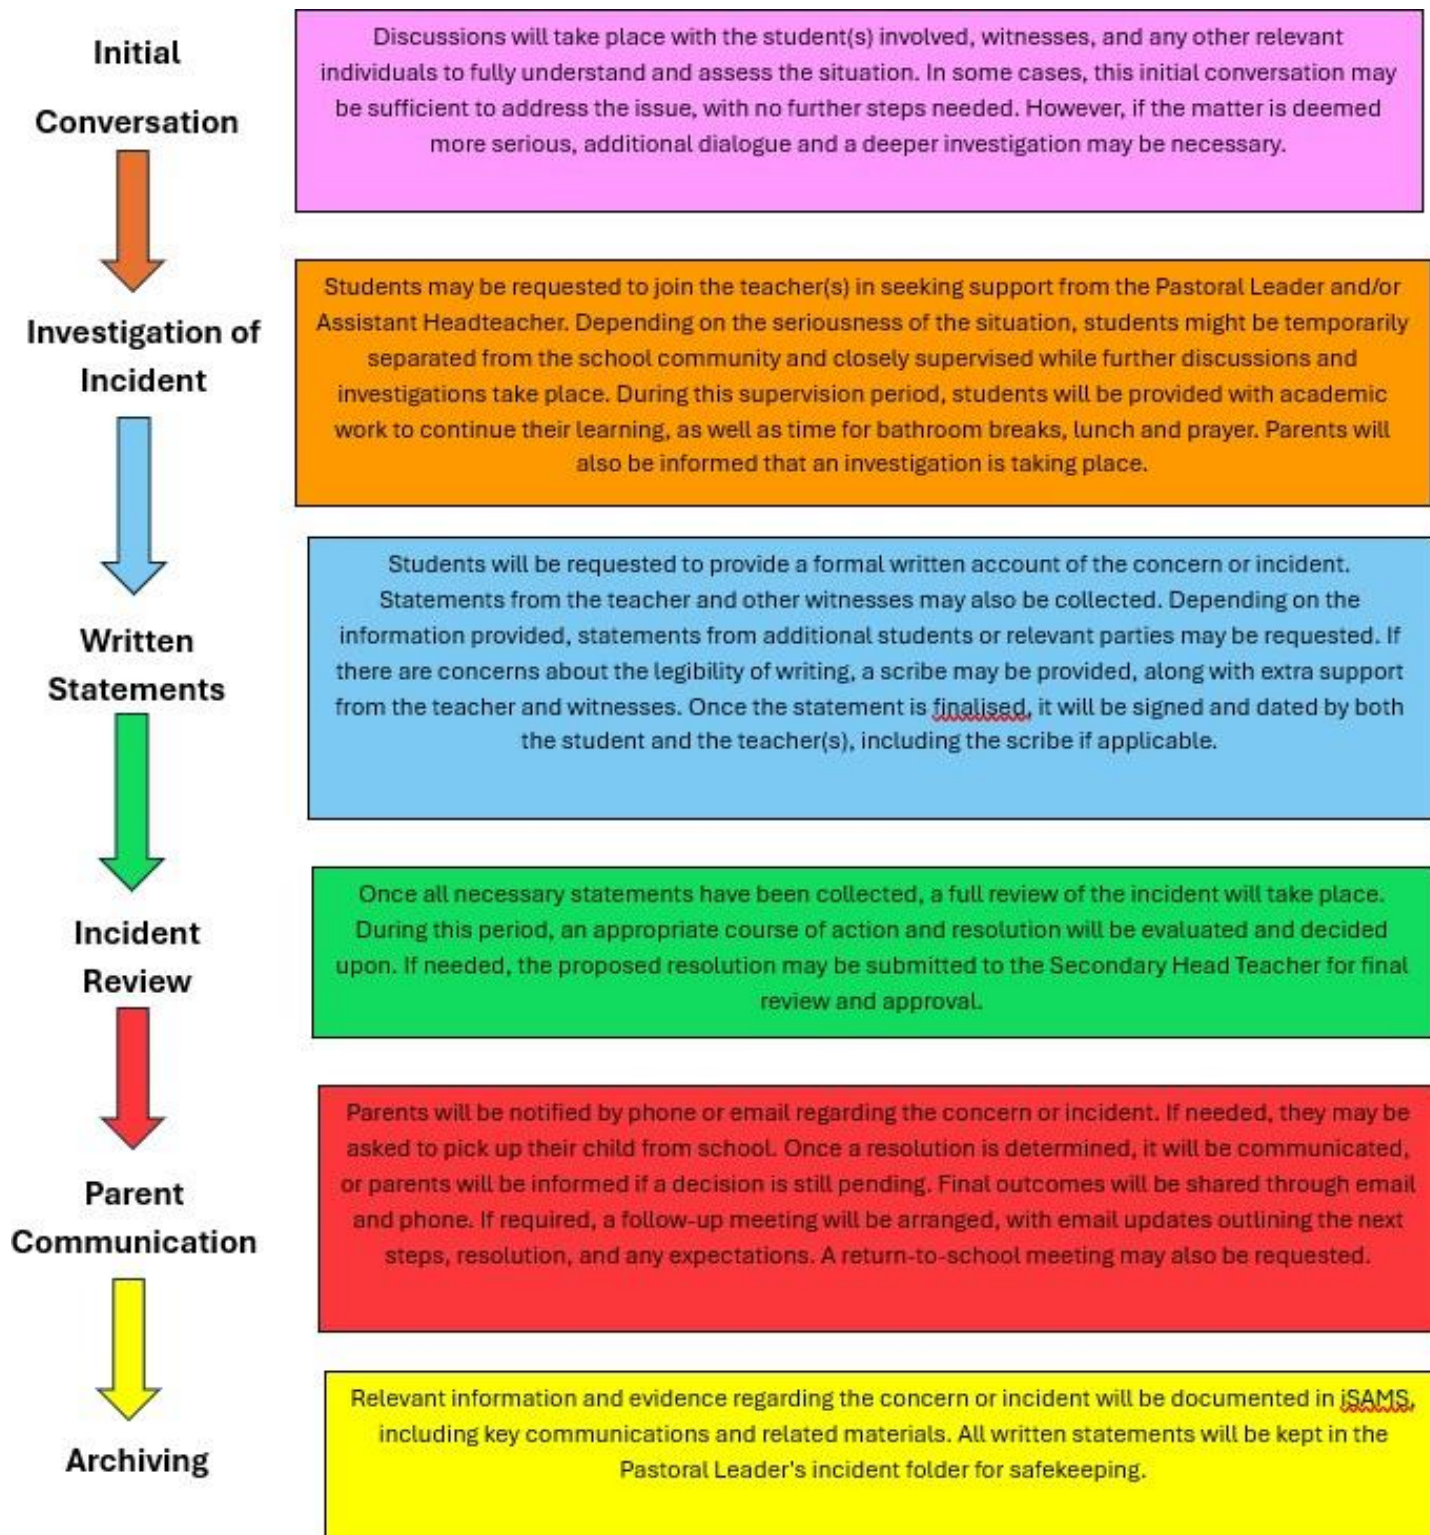 Initial
Conversation
Discussions will take place with the student(s) involved, witnesses, and any other relevant
individuals to fully understand and assess the situation. In some cases, this initial conversation may
be sufficient to address the issue, with no further steps needed. However, if the matter is deemed
more serious, additional dialogue and a deeper investigation may be necessary.
Investigation of
Incident
Students may be requested to join the teacher(s) in seeking support from the Pastoral Leader and/or
Assistant Headteacher. Depending on the seriousness of the situation, students might be temporarily
separated from the school community and closely supervised while further discussions and
investigations take place. During this supervision period, students will be provided with academic
work to continue their learning, as well as time for bathroom breaks, lunch and prayer. Parents will
also be informed that an investigation is taking place.
Written
Statements
Students will be requested to provide a formal written account of the concern or incident.
Statements from the teacher and other witnesses may also be collected. Depending on the
information provided, statements from additional students or relevant parties may be requested. If
there are concerns about the legibility of writing, a scribe may be provided, along with extra support
from the teacher and witnesses. Once the statement is finalised, it will be signed and dated by both
the student and the teacher(s), including the scribe if applicable.
Incident
Review
Once all necessary statements have been collected, a full review of the incident will take place.
During this period, an appropriate course of action and resolution will be evaluated and decided
upon. If needed, the proposed resolution may be submitted to the Secondary Head Teacher for final
review and approval.
Parent
Communication
Parents will be notified by phone or email regarding the concern or incident. If needed, they may be
asked to pick up their child from school. Once a resolution is determined, it will be communicated,
or parents will be informed if a decision is still pending. Final outcomes will be shared through email
and phone. If required, a follow-up meeting will be arranged, with email updates outlining the next
steps, resolution, and any expectations. A return-to-school meeting may also be requested.
Archiving
Relevant information and evidence regarding the concern or incident will be documented in iSAMS,
including key communications and related materials. All written statements will be kept in the
Pastoral Leader's incident folder for safekeeping.